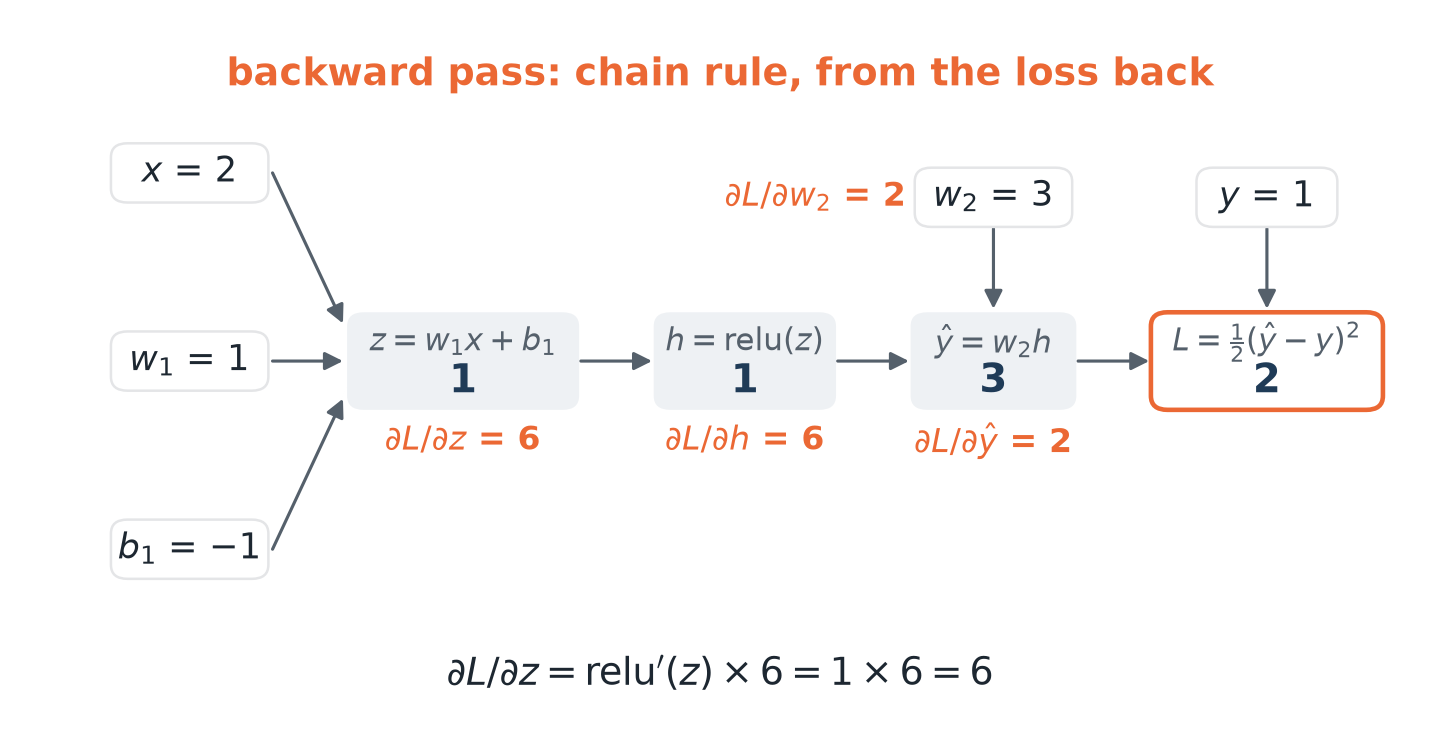 backward pass: chain rule, from the loss back
x = 2
∂L/∂w₂ = 2
w₂ = 3
y = 1
w₁ = 1
z = w₁x + b₁
1
h = relu(z)
1
ŷ = w₂h
3
L = ½(ŷ − y)²
2
∂L/∂z = 6
∂L/∂h = 6
∂L/∂ŷ = 2
b₁ = −1
∂L/∂z = relu′(z) × 6 = 1 × 6 = 6